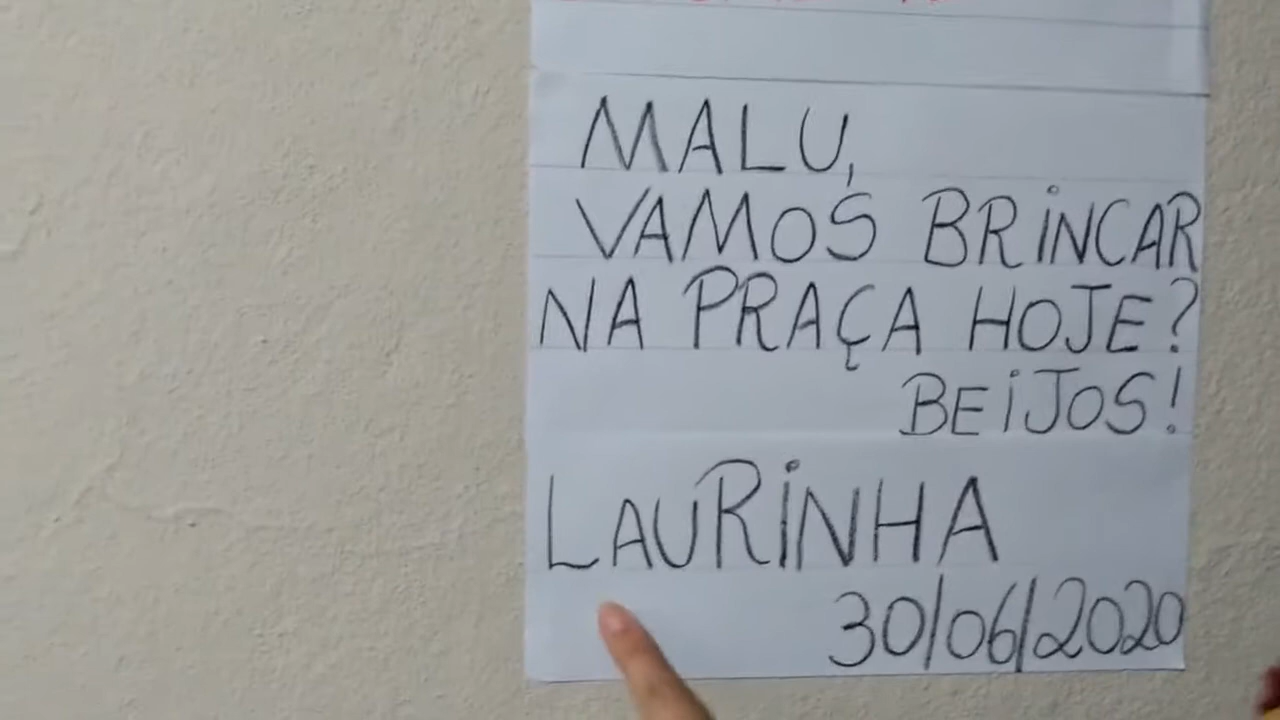 MALU,
VAMOS BRINCAR
NA PRAÇA HOJE?
BEIJOS!
LAURINHA
30/06/2020